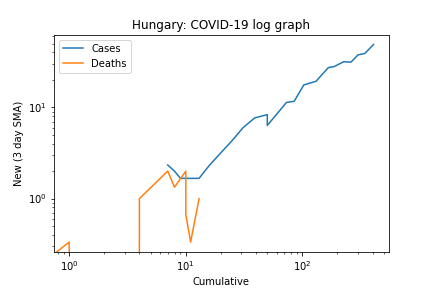 Hungary: COVID-19 log graph
Cases
Deaths
New (3 day SMA)
10¹
10⁰
10⁰ 10¹ 10²
Cumulative